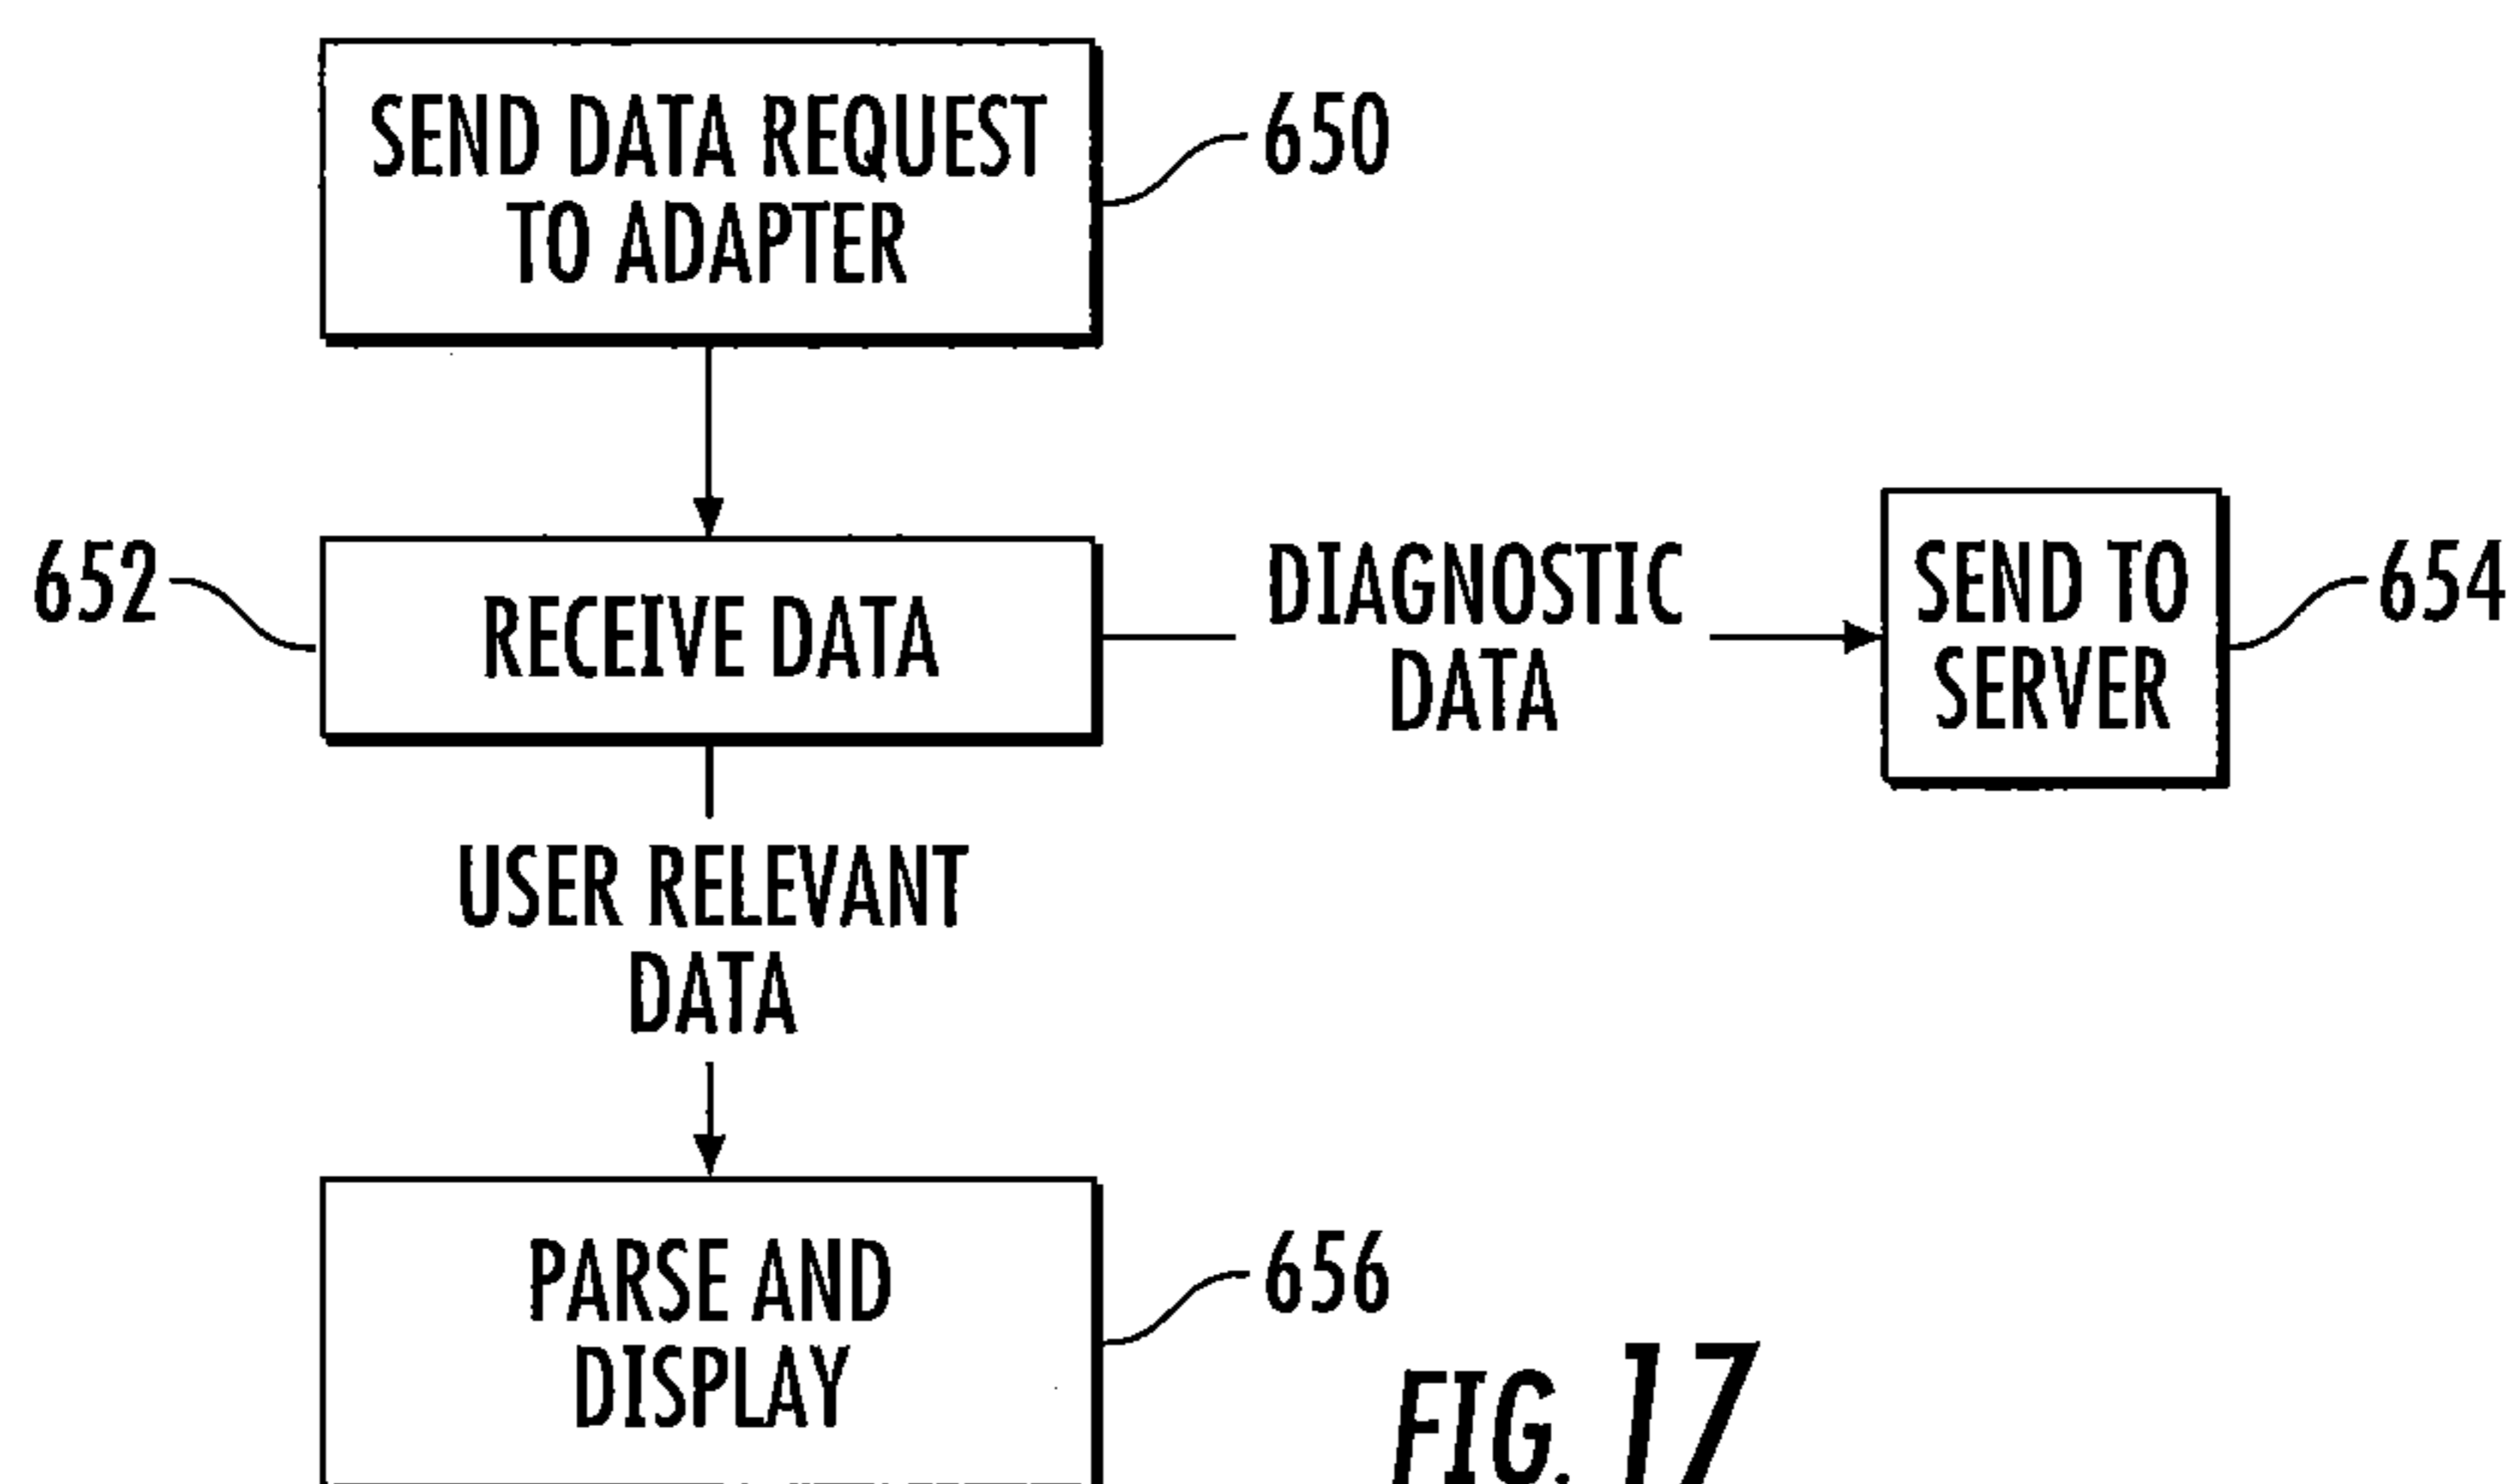 SEND DATA REQUEST
TO ADAPTER
650
652
RECEIVE DATA
DIAGNOSTIC
DATA
SEND TO
SERVER
654
USER RELEVANT
DATA
PARSE AND
DISPLAY
656
FIG. 17